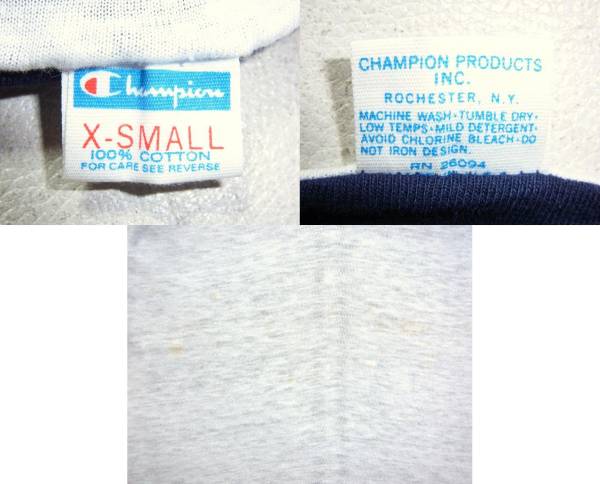 Champion
X-SMALL
100% COTTON
FOR CARE SEE REVERSE
CHAMPION PRODUCTS
INC.
ROCHESTER, N.Y.
MACHINE WASH·TUMBLE DRY·
LOW TEMPS·MILD DETERGENT·
AVOID CHLORINE BLEACH·DO
NOT IRON DESIGN.
RN 26094